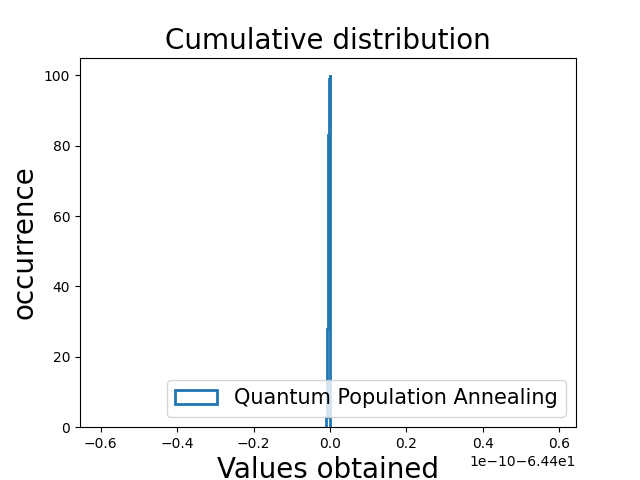 Cumulative distribution
100
80
60
40
20
0
occurrence
Quantum Population Annealing
−0.6 −0.4 −0.2 0.0 0.2 0.4 0.6
1e−10−6.44e1
Values obtained